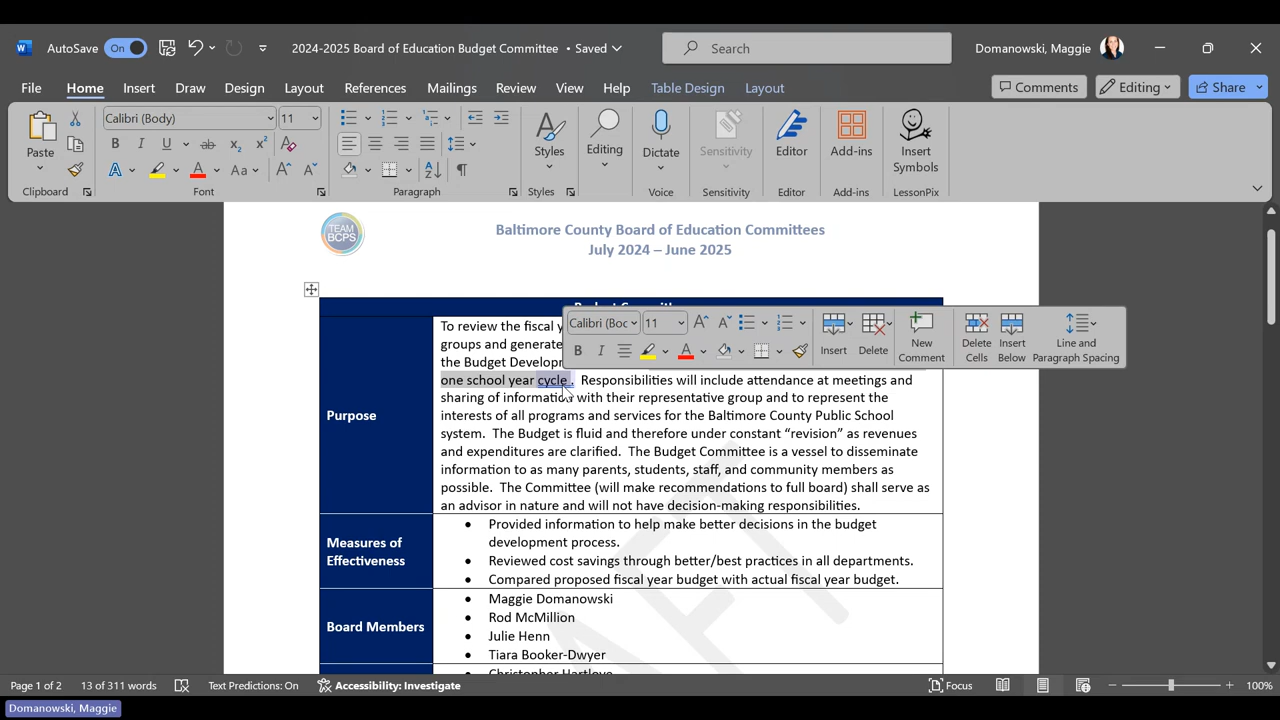 AutoSave On 2024-2025 Board of Education Budget Committee • Saved Search Domanowski, Maggie
File Home Insert Draw Design Layout References Mailings Review View Help Table Design Layout Comments Editing Share
Calibri (Body) 11
Paste Styles Editing Dictate Sensitivity Editor Add-ins Insert Symbols
Clipboard Font Paragraph Styles Voice Sensitivity Editor Add-ins LessonPix
TEAM BCPS
Baltimore County Board of Education Committees
July 2024 – June 2025
Calibri (Boc 11
Insert Delete New Comment Delete Cells Insert Below Line and Paragraph Spacing
Purpose
To review the fiscal y
groups and generate
the Budget Develop
one school year cycle . Responsibilities will include attendance at meetings and
sharing of information with their representative group and to represent the
interests of all programs and services for the Baltimore County Public School
system. The Budget is fluid and therefore under constant “revision” as revenues
and expenditures are clarified. The Budget Committee is a vessel to disseminate
information to as many parents, students, staff, and community members as
possible. The Committee (will make recommendations to full board) shall serve as
an advisor in nature and will not have decision-making responsibilities.
Measures of
Effectiveness
• Provided information to help make better decisions in the budget
development process.
• Reviewed cost savings through better/best practices in all departments.
• Compared proposed fiscal year budget with actual fiscal year budget.
Board Members
• Maggie Domanowski
• Rod McMillion
• Julie Henn
• Tiara Booker-Dwyer
Page 1 of 2 13 of 311 words Text Predictions: On Accessibility: Investigate Focus 100%
Domanowski, Maggie